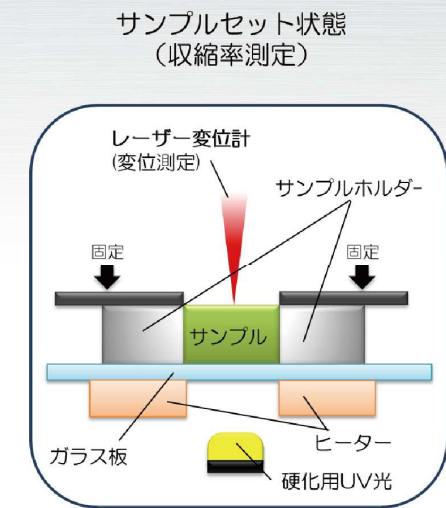 サンプルセット状態
（収縮率測定）
レーザー変位計
(変位測定)
サンプルホルダｰ
固定
固定
サンプル
ガラス板
ヒーター
硬化用UV光